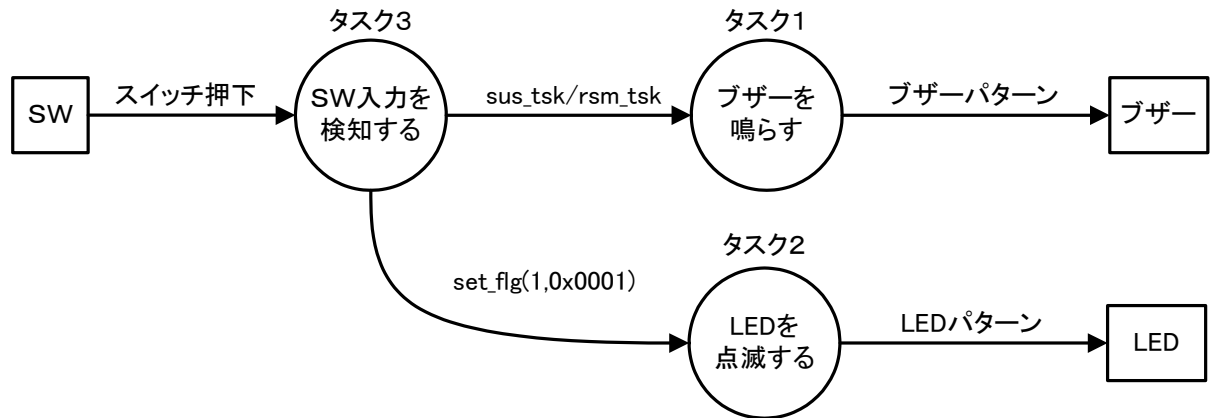 タスク3
タスク1
SW
スイッチ押下
SW入力を
検知する
sus_tsk/rsm_tsk
ブザーを
鳴らす
ブザーパターン
ブザー
タスク2
set_flg(1,0x0001)
LEDを
点滅する
LEDパターン
LED